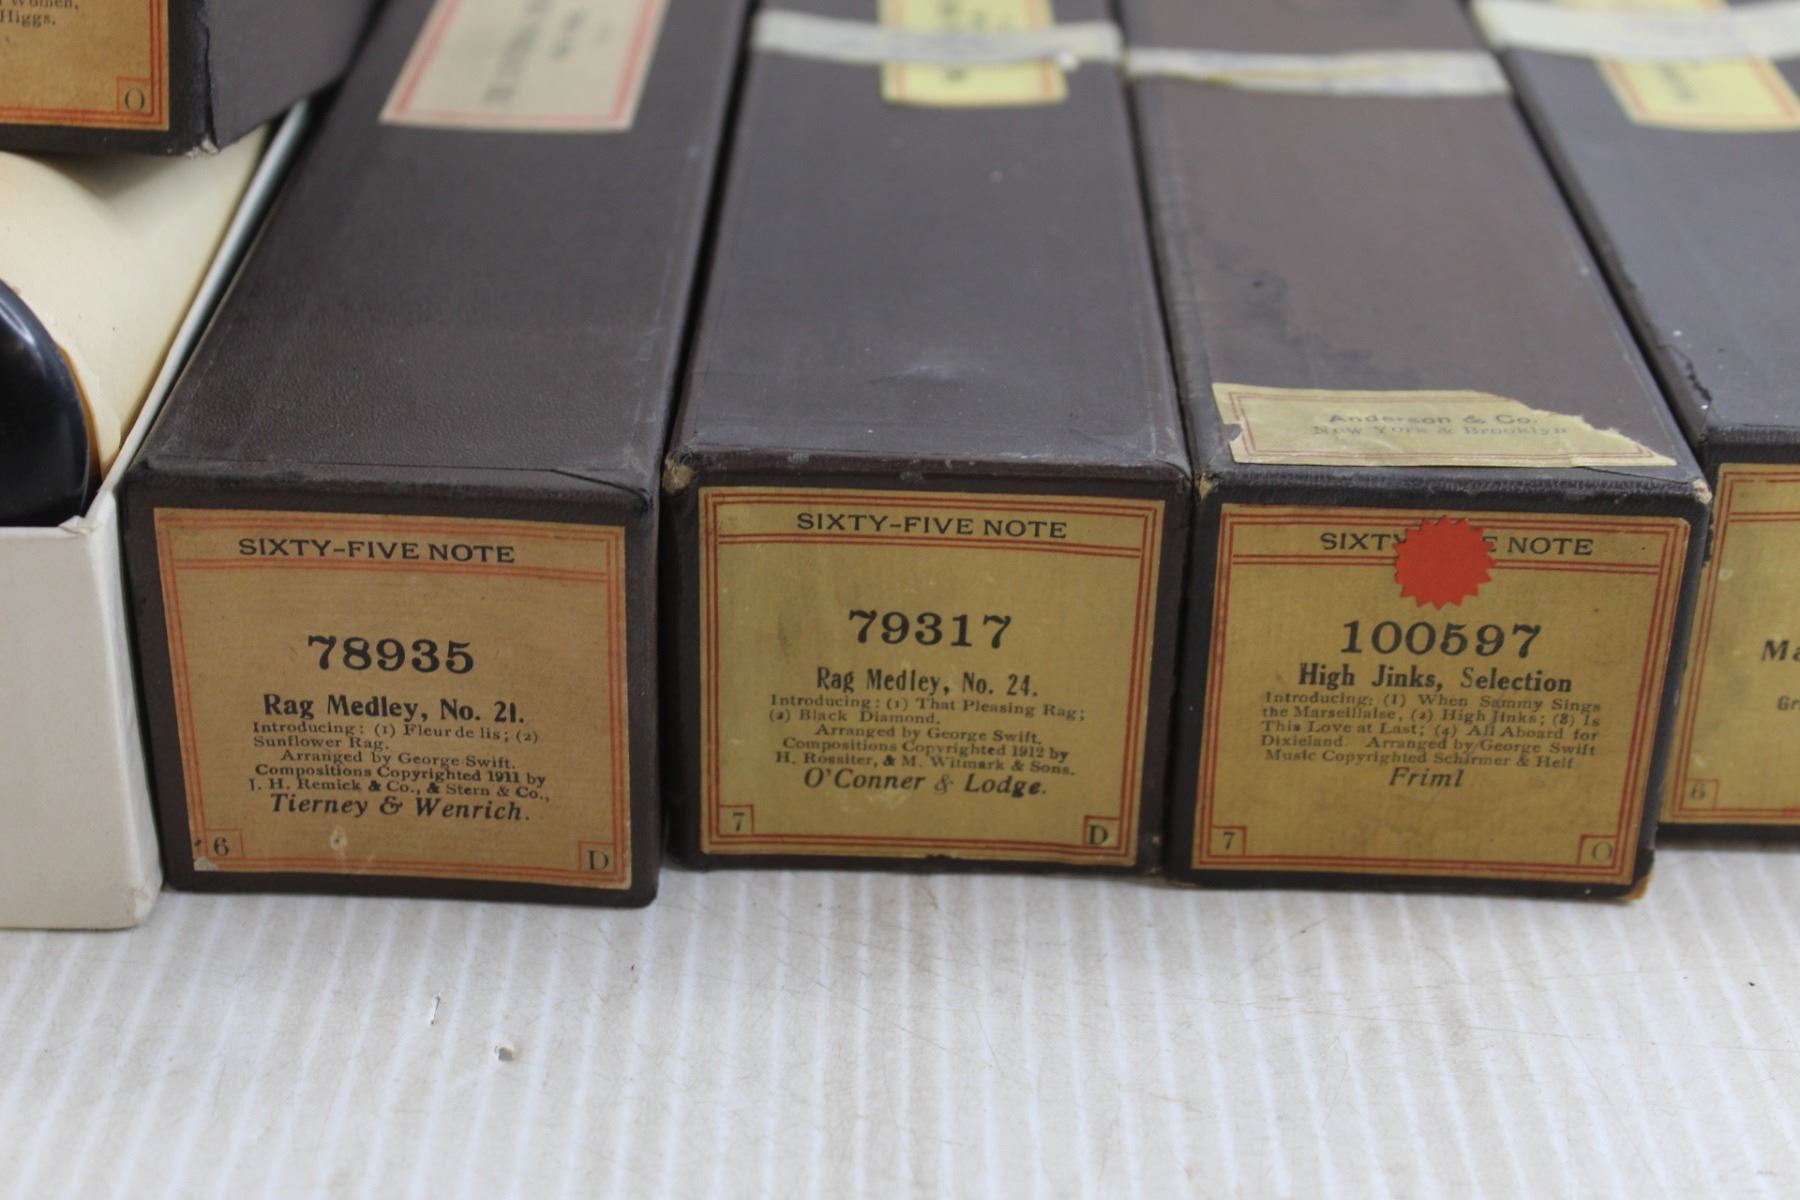 Women,
Higgs.
O
SIXTY-FIVE NOTE
78935
Rag Medley, No. 21.
Introducing: (1) Fleur de lis; (2)
Sunflower Rag.
Arranged by George Swift.
Compositions Copyrighted 1911 by
J. H. Remick & Co., & Stern & Co.,
Tierney & Wenrich.
6
D
SIXTY-FIVE NOTE
79317
Rag Medley, No. 24.
Introducing: (1) That Pleasing Rag;
(2) Black Diamond.
Arranged by George Swift.
Compositions Copyrighted 1912 by
H. Rossiter, & M. Witmark & Sons.
O'Conner & Lodge.
7
D
Anderson & Co.
New York & Brooklyn
SIXTY E NOTE
100597
High Jinks, Selection
Introducing: (1) When Sammy Sings
the Marseillaise, (2) High Jinks; (3) Is
This Love at Last; (4) All Aboard for
Dixieland. Arranged by George Swift
Music Copyrighted Schirmer & Helf
Friml
7
O
Ma
Gr
6